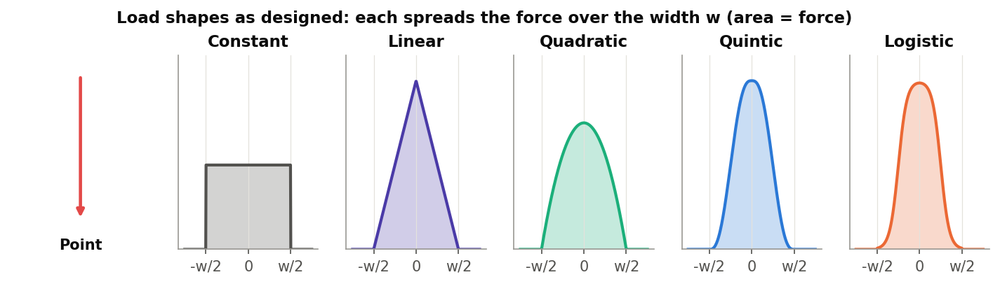 Load shapes as designed: each spreads the force over the width w (area = force)
Constant
Linear
Quadratic
Quintic
Logistic
Point
-w/2 0 w/2
-w/2 0 w/2
-w/2 0 w/2
-w/2 0 w/2
-w/2 0 w/2